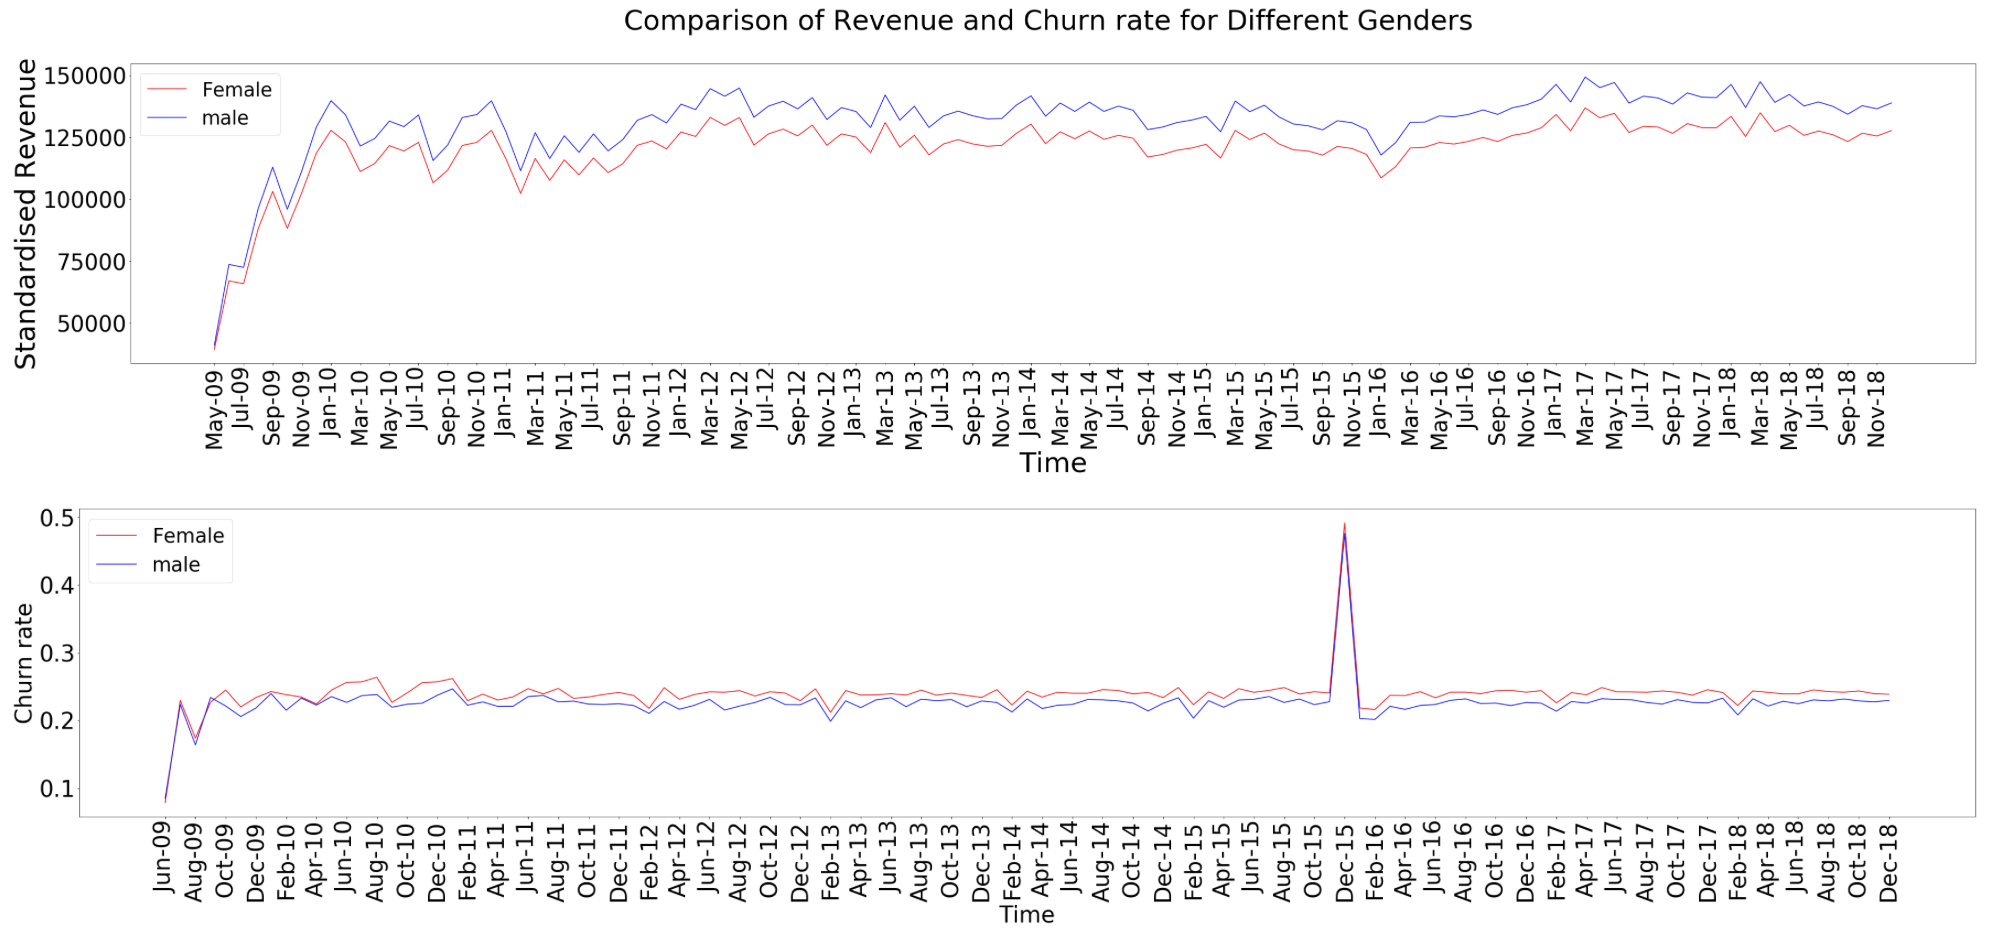 Comparison of Revenue and Churn rate for Different Genders
Standardised Revenue
150000
125000
100000
75000
50000
Female
male
May-09
Jul-09
Sep-09
Nov-09
Jan-10
Mar-10
May-10
Jul-10
Sep-10
Nov-10
Jan-11
Mar-11
May-11
Jul-11
Sep-11
Nov-11
Jan-12
Mar-12
May-12
Jul-12
Sep-12
Nov-12
Jan-13
Mar-13
May-13
Jul-13
Sep-13
Nov-13
Jan-14
Mar-14
May-14
Jul-14
Sep-14
Nov-14
Jan-15
Mar-15
May-15
Jul-15
Sep-15
Nov-15
Jan-16
Mar-16
May-16
Jul-16
Sep-16
Nov-16
Jan-17
Mar-17
May-17
Jul-17
Sep-17
Nov-17
Jan-18
Mar-18
May-18
Jul-18
Sep-18
Nov-18
Time
Churn rate
0.5
0.4
0.3
0.2
0.1
Female
male
Jun-09
Aug-09
Oct-09
Dec-09
Feb-10
Apr-10
Jun-10
Aug-10
Oct-10
Dec-10
Feb-11
Apr-11
Jun-11
Aug-11
Oct-11
Dec-11
Feb-12
Apr-12
Jun-12
Aug-12
Oct-12
Dec-12
Feb-13
Apr-13
Jun-13
Aug-13
Oct-13
Dec-13
Feb-14
Apr-14
Jun-14
Aug-14
Oct-14
Dec-14
Feb-15
Apr-15
Jun-15
Aug-15
Oct-15
Dec-15
Feb-16
Apr-16
Jun-16
Aug-16
Oct-16
Dec-16
Feb-17
Apr-17
Jun-17
Aug-17
Oct-17
Dec-17
Feb-18
Apr-18
Jun-18
Aug-18
Oct-18
Dec-18
Time